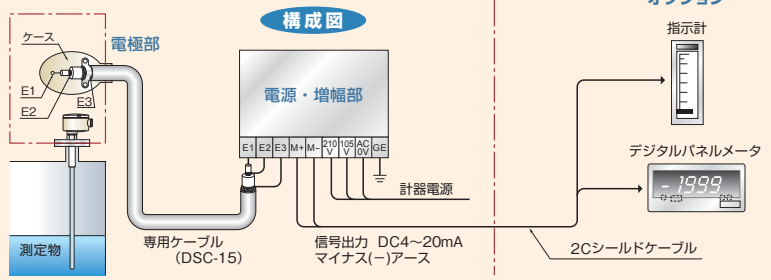 構成図
オプション
ケース
電極部
E1
E2
E3
測定物
専用ケーブル
(DSC-15)
電源・増幅部
E1 E2 E3 M+ M- 210V 105V AC0V GE
計器電源
信号出力 DC4～20mA
マイナス(-)アース
指示計
デジタルパネルメータ
-1999
2Cシールドケーブル